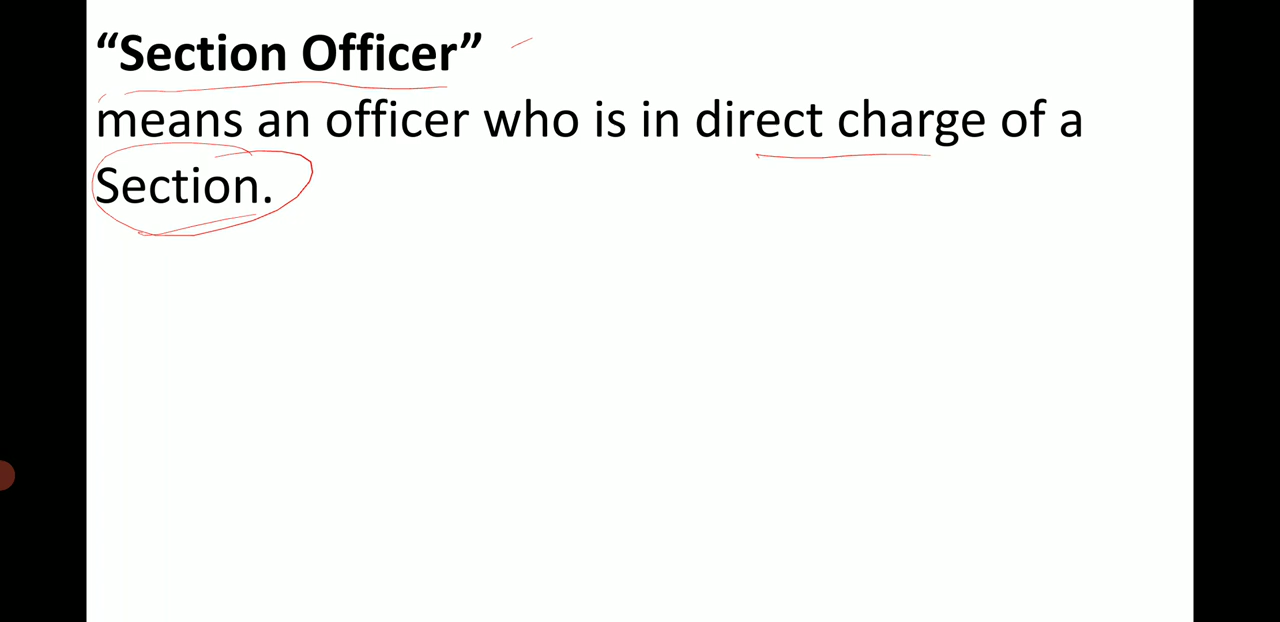 “Section Officer”
means an officer who is in direct charge of a
Section.